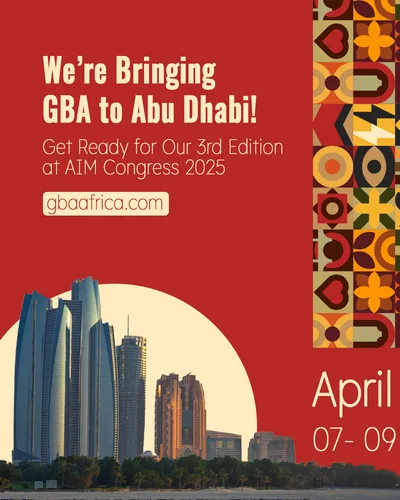 We're Bringing
GBA to Abu Dhabi!
Get Ready for Our 3rd Edition
at AIM Congress 2025
gbaafrica.com
April
07- 09